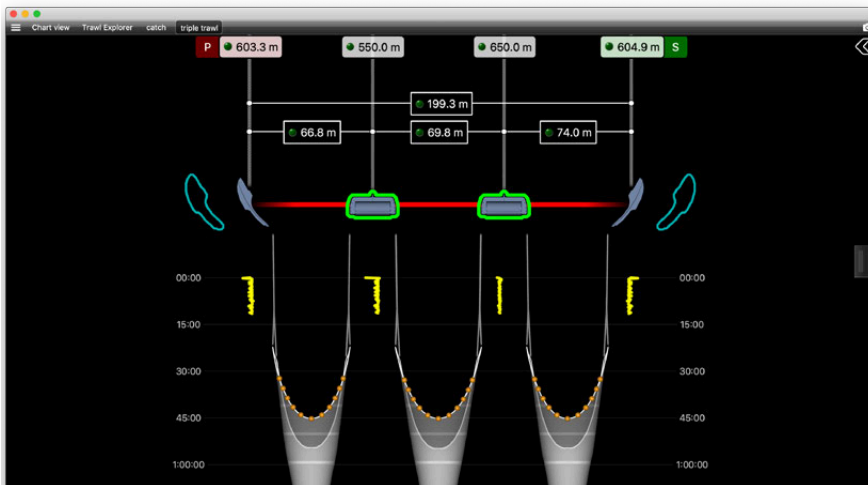 Chart view Trawl Explorer catch triple trawl
P 603.3 m 550.0 m 650.0 m 604.9 m S
199.3 m
66.8 m 69.8 m 74.0 m
00:00 00:00
15:00 15:00
30:00 30:00
45:00 45:00
1:00:00 1:00:00